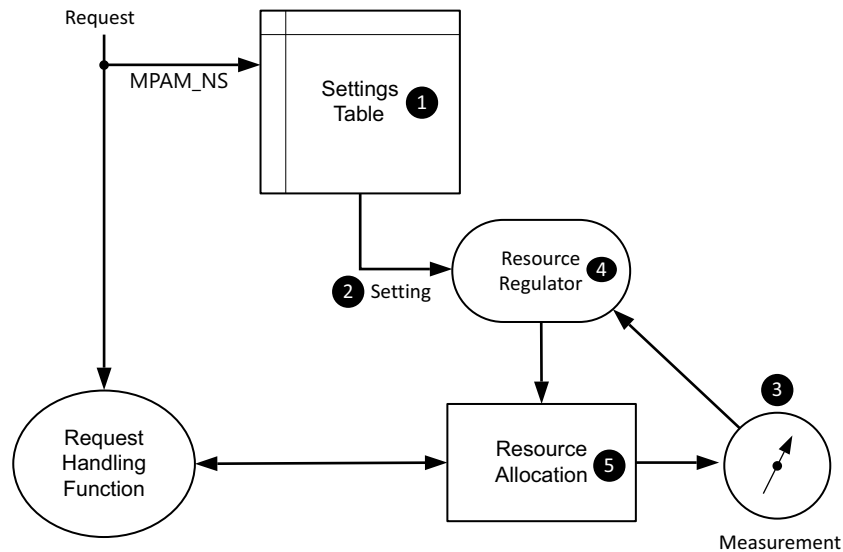 Request
MPAM_NS
Settings
Table
1
Resource
Regulator
4
2 Setting
3
Request
Handling
Function
Resource
Allocation
5
Measurement